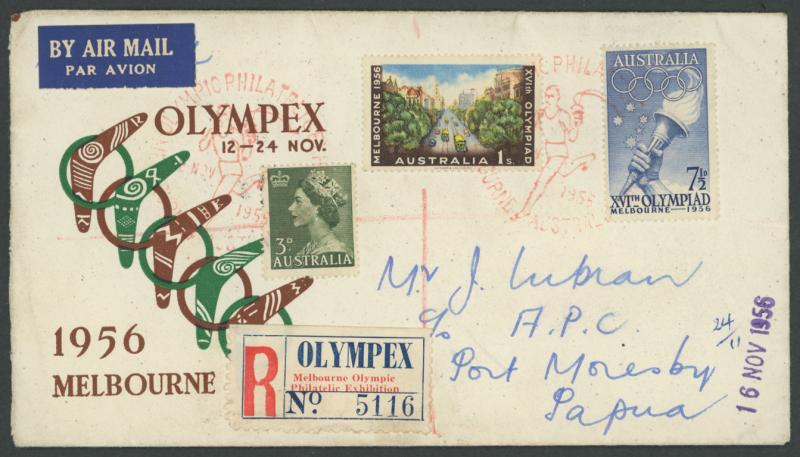 BY AIR MAIL
PAR AVION
OLYMPEX
12-24 NOV.
MELBOURNE 1956
XVIth OLYMPIAD
AUSTRALIA 1s.
AUSTRALIA
7½D
XVITH OLYMPIAD
MELBOURNE-1956
3D.
AUSTRALIA
1956
MELBOURNE
R
OLYMPEX
Melbourne Olympic
Philatelic Exhibition
No 5116
Mr J.
c/o A.P.C.
Port Moresby
Papua
24/11
16 NOV 1956